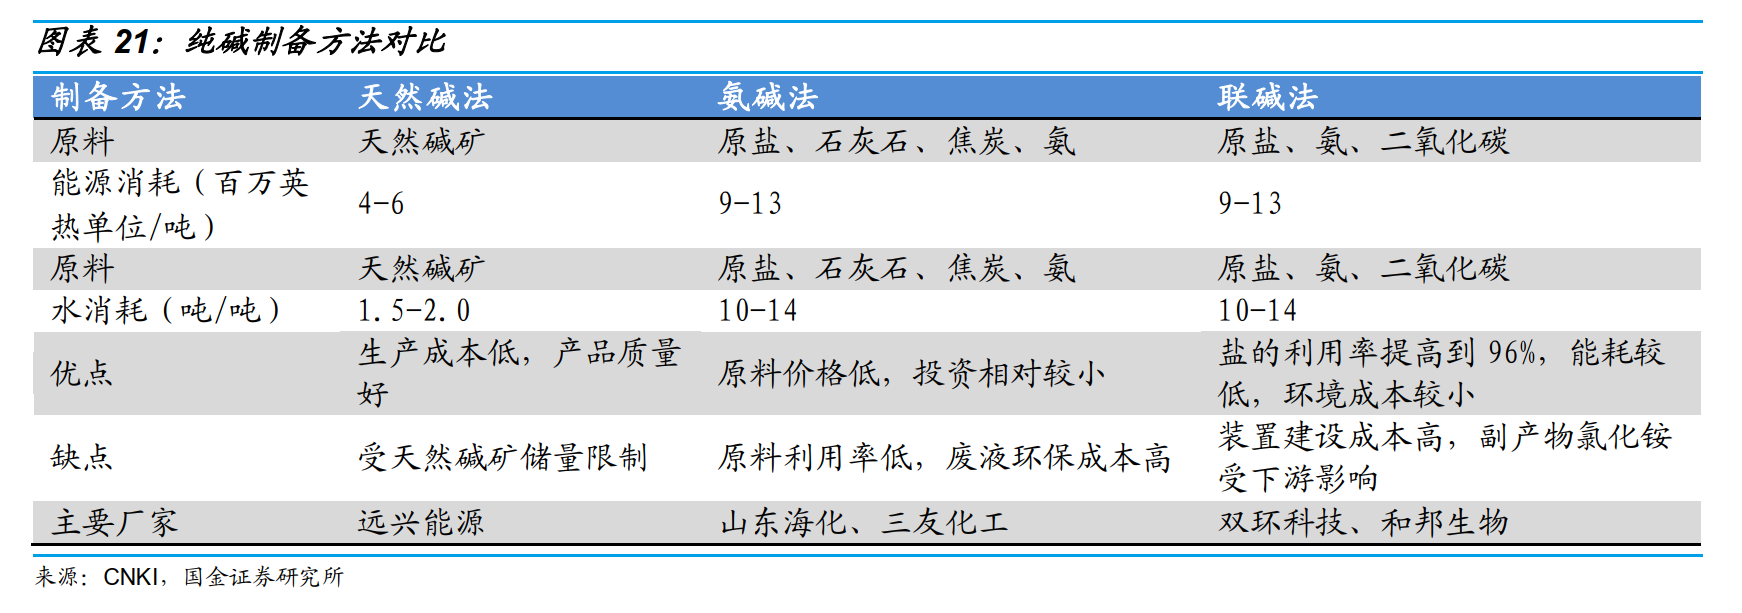 图表 21：纯碱制备方法对比
制备方法 天然碱法 氨碱法 联碱法
原料 天然碱矿 原盐、石灰石、焦炭、氨 原盐、氨、二氧化碳
能源消耗（百万英
热单位/吨） 4-6 9-13 9-13
原料 天然碱矿 原盐、石灰石、焦炭、氨 原盐、氨、二氧化碳
水消耗（吨/吨） 1.5-2.0 10-14 10-14
优点 生产成本低，产品质量
好 原料价格低，投资相对较小 盐的利用率提高到 96%，能耗较
低，环境成本较小
缺点 受天然碱矿储量限制 原料利用率低，废液环保成本高 装置建设成本高，副产物氯化铵
受下游影响
主要厂家 远兴能源 山东海化、三友化工 双环科技、和邦生物
来源：CNKI，国金证券研究所